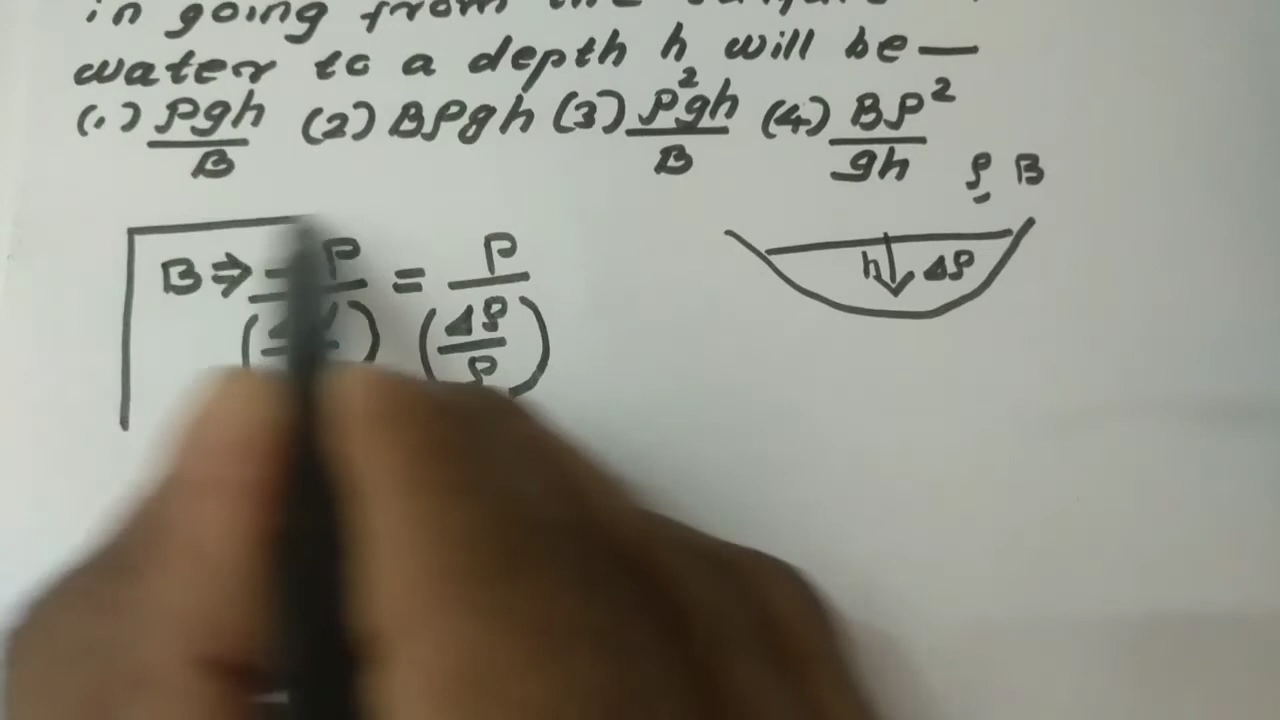 in going from the
water to a depth h will be —
(1) ρgh/B (2) Bρgh (3) ρ²gh/B (4) Bρ²/gh
ρ B
B ⇒ P = P/(Δρ/ρ)
h Δρ